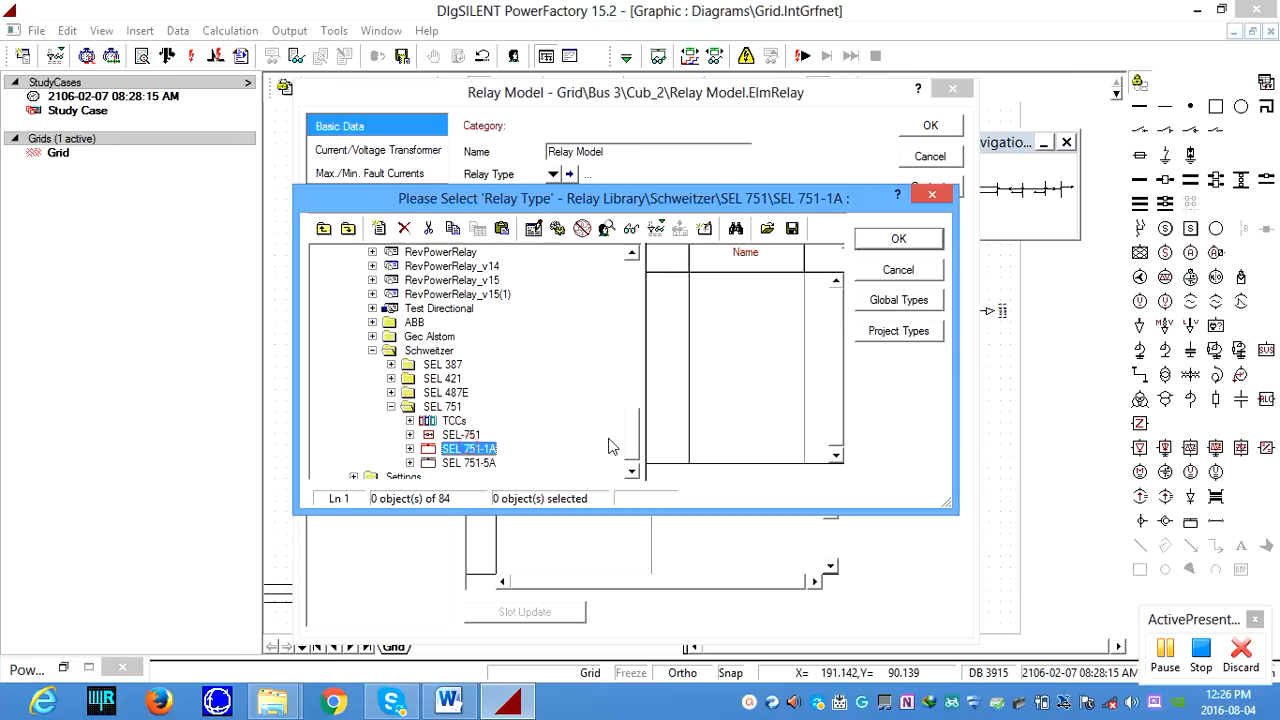 DIgSILENT PowerFactory 15.2 - [Graphic : Diagrams\Grid.IntGrfnet]
File Edit View Insert Data Calculation Output Tools Window Help
StudyCases >
2106-02-07 08:28:15 AM
Study Case
Grids (1 active)
Grid
Relay Model - Grid\Bus 3\Cub_2\Relay Model.ElmRelay ?
Basic Data
Current/Voltage Transformer
Max./Min. Fault Currents
Category:
Name Relay Model
Relay Type ...
OK
Cancel
vigatio...
Please Select 'Relay Type' - Relay Library\Schweitzer\SEL 751\SEL 751-1A : ?
RevPowerRelay
RevPowerRelay_v14
RevPowerRelay_v15
RevPowerRelay_v15(1)
Test Directional
ABB
Gec Alstom
Schweitzer
SEL 387
SEL 421
SEL 487E
SEL 751
TCCs
SEL-751
SEL 751-1A
SEL 751-5A
Settings
Name
OK
Cancel
Global Types
Project Types
Ln 1 0 object(s) of 84 0 object(s) selected
Slot Update
Grid
ActivePresent... x
Pause Stop Discard
Pow...
Grid Freeze Ortho Snap X= 191.142,Y= 90.139 DB 3915 2106-02-07 08:28:15 AM
12:26 PM
2016-08-04